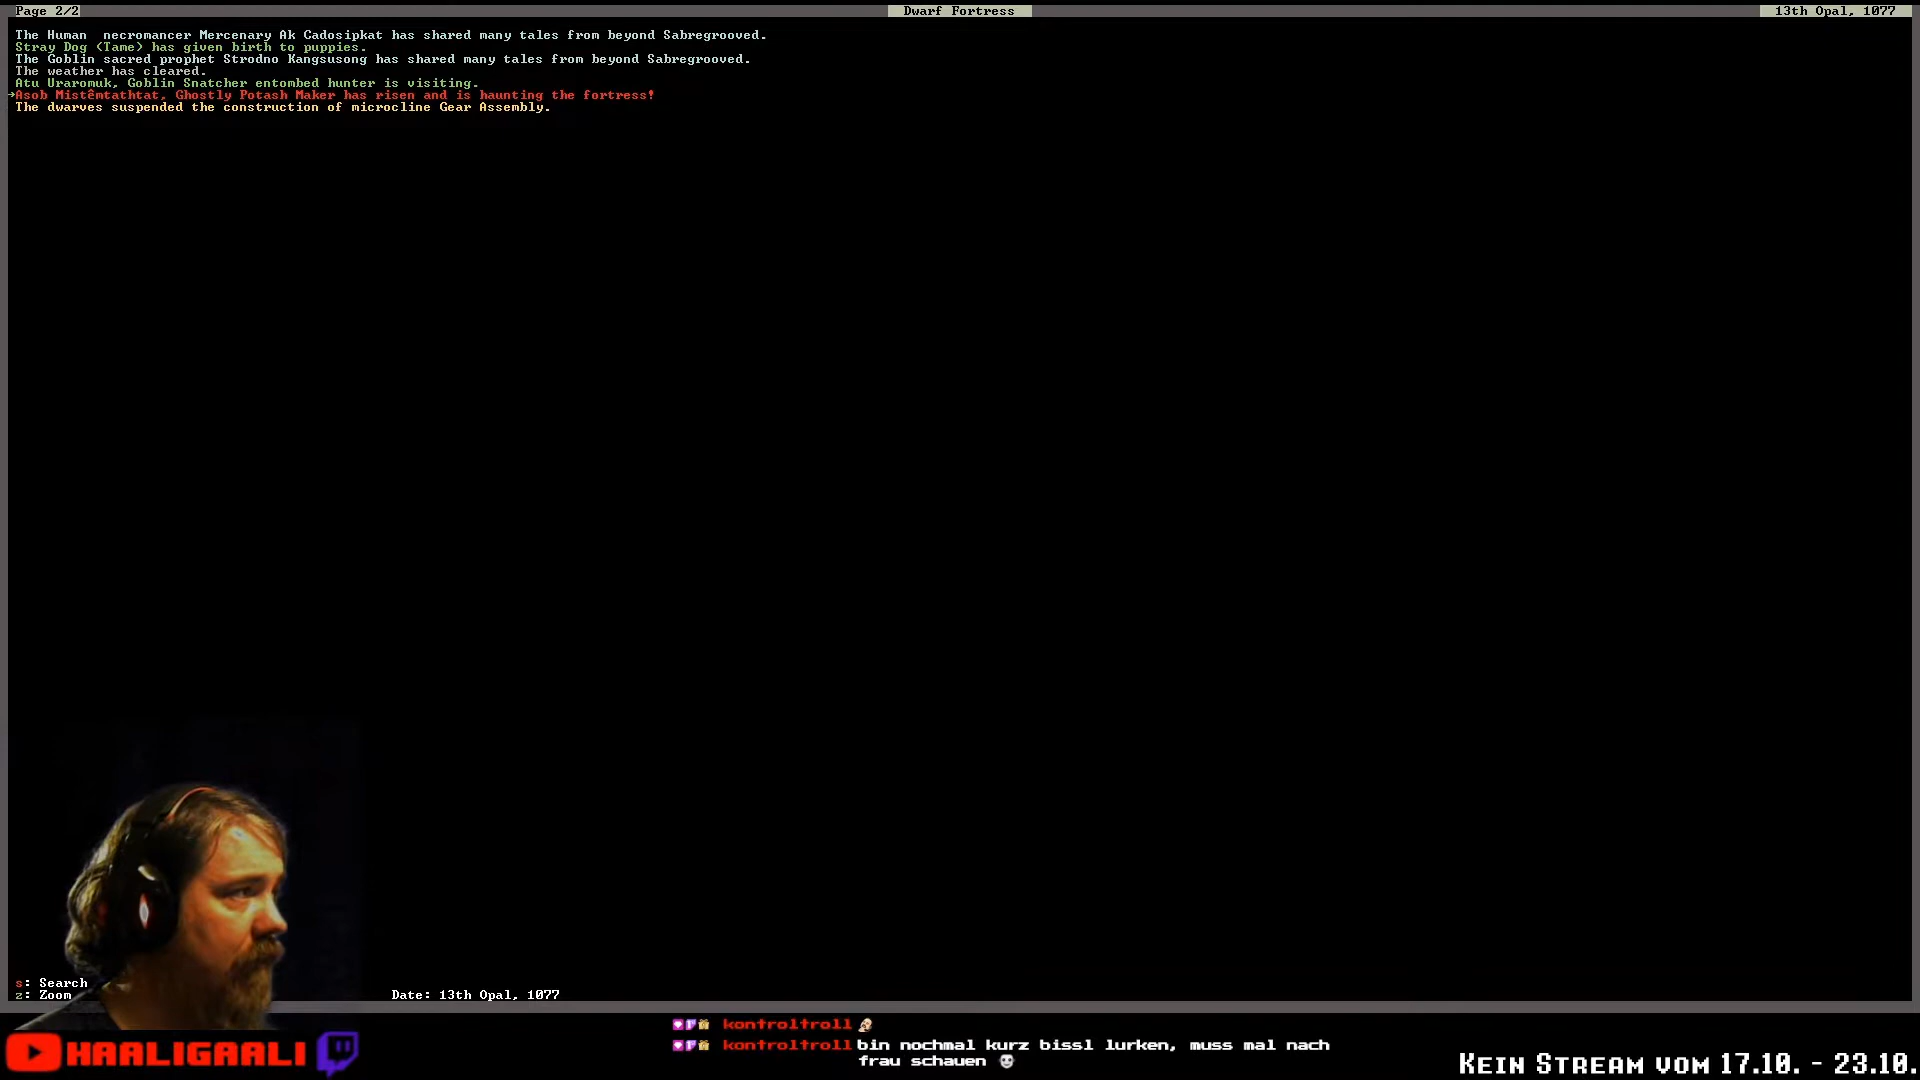 Page 2/2
Dwarf Fortress
13th Opal, 1077
The Human  necromancer Mercenary Ak Cadosipkat has shared many tales from beyond Sabregrooved.
Stray Dog (Tame) has given birth to puppies.
The Goblin sacred prophet Strodno Kangsusong has shared many tales from beyond Sabregrooved.
The weather has cleared.
Atu Uraromuk, Goblin Snatcher entombed hunter is visiting.
→Asob Mistêmtathtat, Ghostly Potash Maker has risen and is haunting the fortress!
The dwarves suspended the construction of microcline Gear Assembly.
s: Search
z: Zoom
Date: 13th Opal, 1077
HAALIGAALI
kontroltroll
kontroltroll bin nochmal kurz bissl lurken, muss mal nach
frau schauen
Kein Stream vom 17.10. - 23.10.